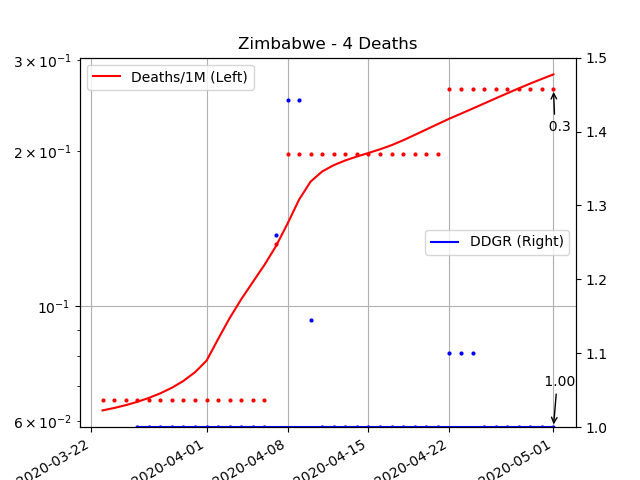 Zimbabwe - 4 Deaths
3 × 10⁻¹
2 × 10⁻¹
10⁻¹
6 × 10⁻²
Deaths/1M (Left)
DDGR (Right)
0.3
1.00
1.5
1.4
1.3
1.2
1.1
1.0
2020-03-22
2020-04-01
2020-04-08
2020-04-15
2020-04-22
2020-05-01